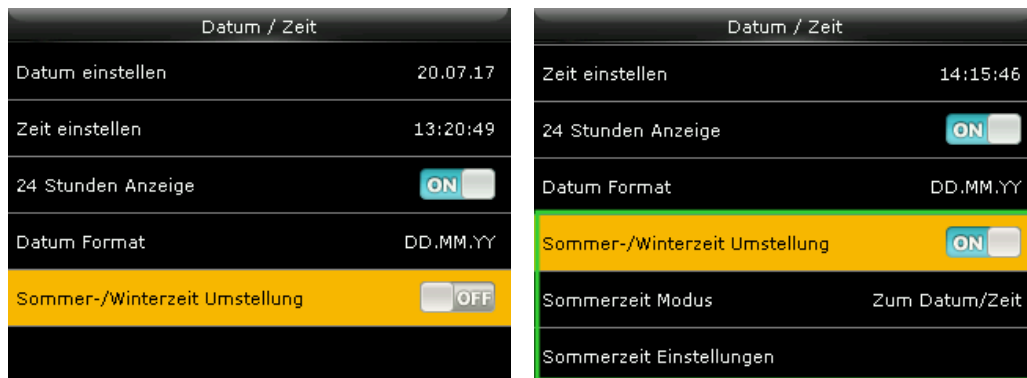 Datum / Zeit
Datum einstellen 20.07.17
Zeit einstellen 13:20:49
24 Stunden Anzeige ON
Datum Format DD.MM.YY
Sommer-/Winterzeit Umstellung OFF
Datum / Zeit
Zeit einstellen 14:15:46
24 Stunden Anzeige ON
Datum Format DD.MM.YY
Sommer-/Winterzeit Umstellung ON
Sommerzeit Modus Zum Datum/Zeit
Sommerzeit Einstellungen